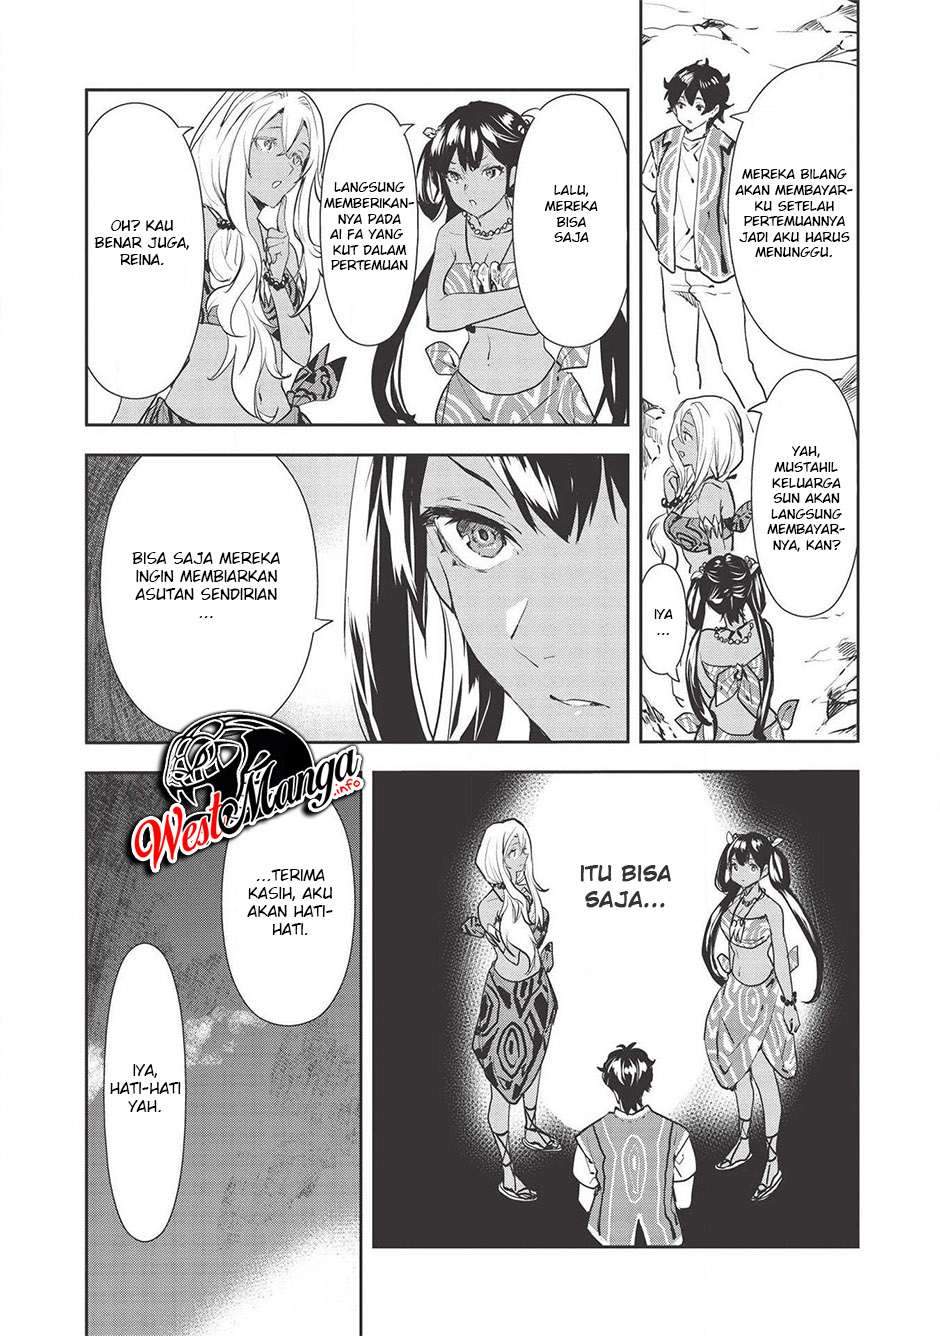 MEREKA BILANG
AKAN MEMBAYAR-
KU SETELAH
PERTEMUANNYA
JADI AKU HARUS
MENUNGGU.
YAH,
MUSTAHIL
KELUARGA
SUN AKAN
LANGSUNG
MEMBAYAR-
NYA, KAN?
IYA
...
LALU,
MEREKA
BISA
SAJA
LANGSUNG
MEMBERIKAN-
NYA PADA
AI FA YANG
KUT DALAM
PERTEMUAN
OH? KAU
BENAR JUGA,
REINA.
BISA SAJA MEREKA
INGIN MEMBIARKAN
ASUTAN SENDIRIAN
...
WestManga
.info
ITU BISA
SAJA...
...TERIMA
KASIH, AKU
AKAN HATI-
HATI.
IYA,
HATI-HATI
YAH.